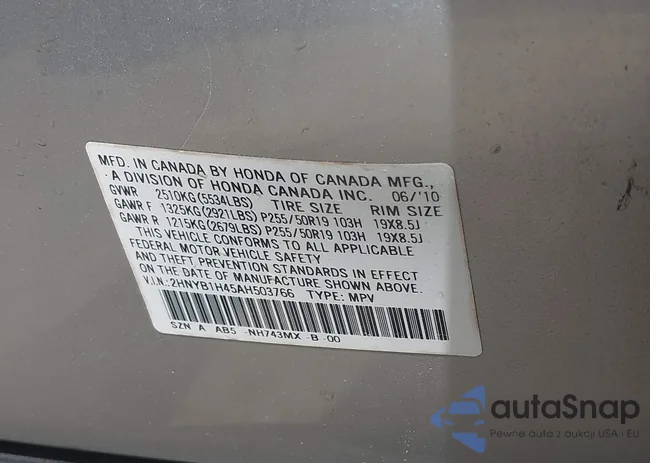 MFD. IN CANADA BY HONDA OF CANADA MFG.,
A DIVISION OF HONDA CANADA INC. 06/'10
GVWR 2510KG(5534LBS) TIRE SIZE RIM SIZE
GAWR F 1325KG(2921LBS) P255/50R19 103H 19X8.5J
GAWR R 1215KG(2679LBS) P255/50R19 103H 19X8.5J
THIS VEHICLE CONFORMS TO ALL APPLICABLE
FEDERAL MOTOR VEHICLE SAFETY
AND THEFT PREVENTION STANDARDS IN EFFECT
ON THE DATE OF MANUFACTURE SHOWN ABOVE.
V.I.N.: 2HNYB1H45AH503766 TYPE: MPV
SZN A AB5 -NH743MX -B -00
autaSnap
Pewne auta z aukcji USA i EU